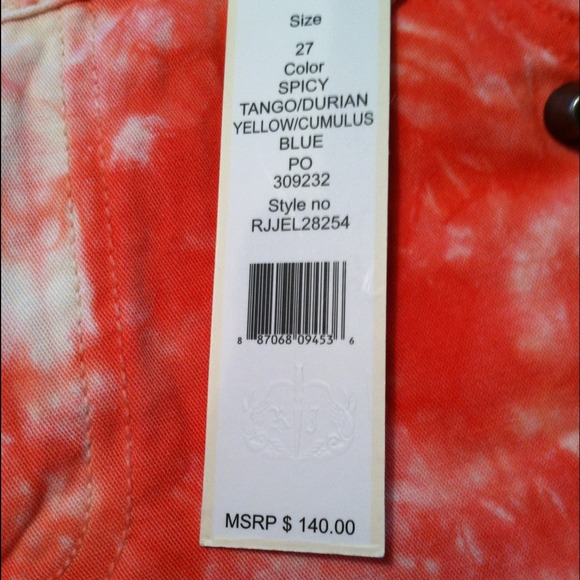 Size
27
Color
SPICY
TANGO/DURIAN
YELLOW/CUMULUS
BLUE
PO
309232
Style no
RJJEL28254
8 87068 09453 6
R J
MSRP $ 140.00